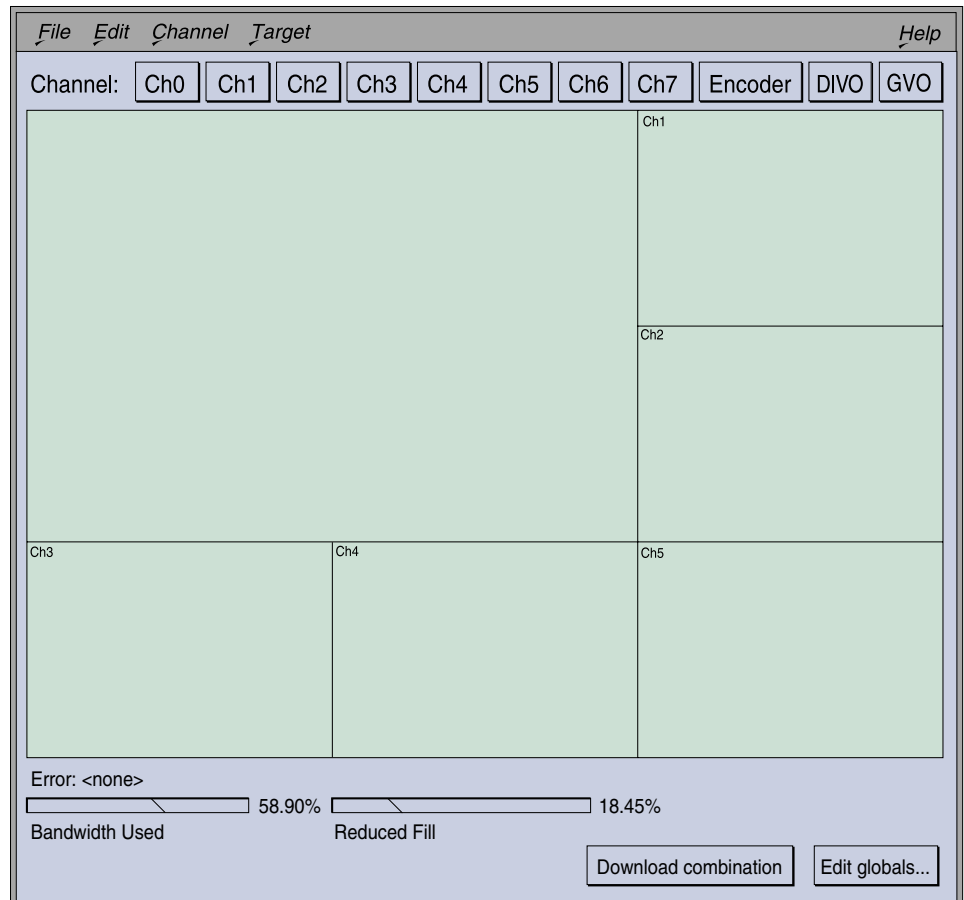 File Edit Channel Target Help
Channel: Ch0 Ch1 Ch2 Ch3 Ch4 Ch5 Ch6 Ch7 Encoder DIVO GVO
Ch1
Ch2
Ch3 Ch4 Ch5
Error: <none>
58.90% 18.45%
Bandwidth Used Reduced Fill
Download combination Edit globals...